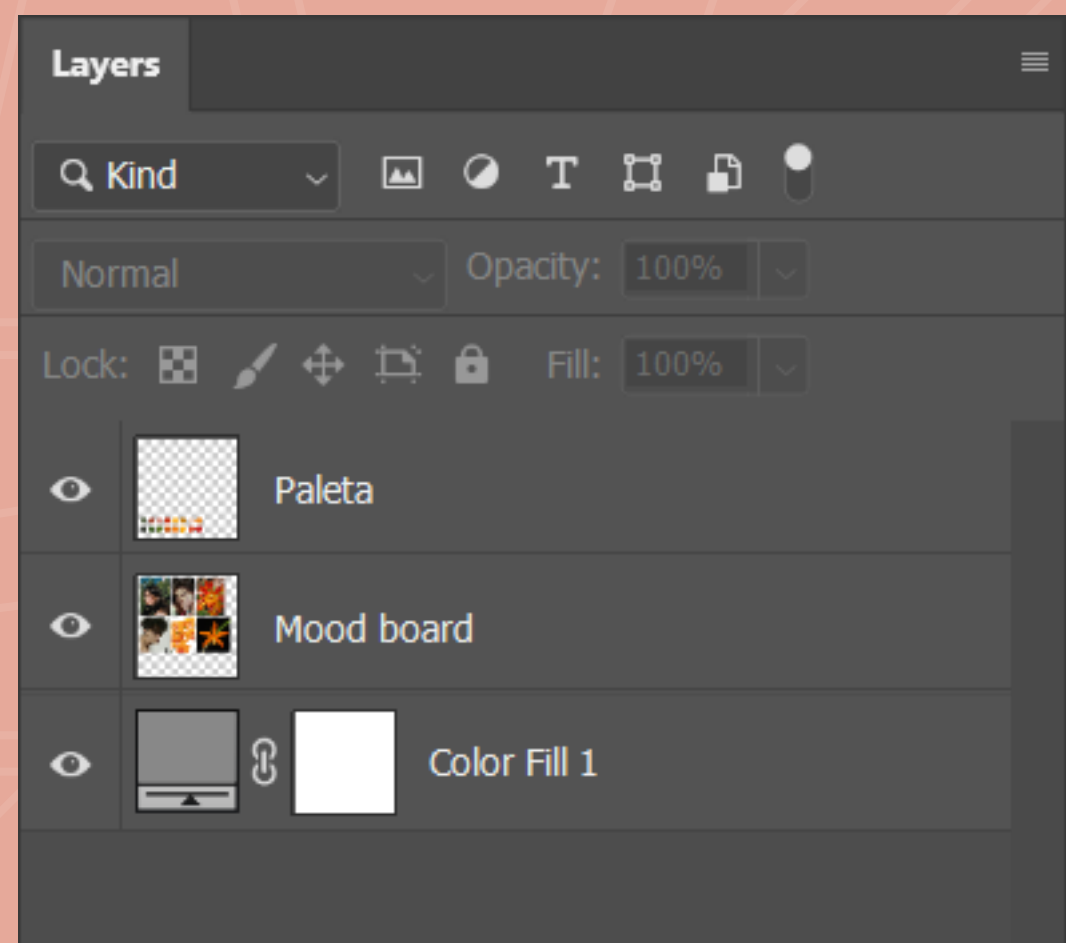 Layers
Kind
Normal Opacity: 100%
Lock: Fill: 100%
Paleta
Mood board
Color Fill 1